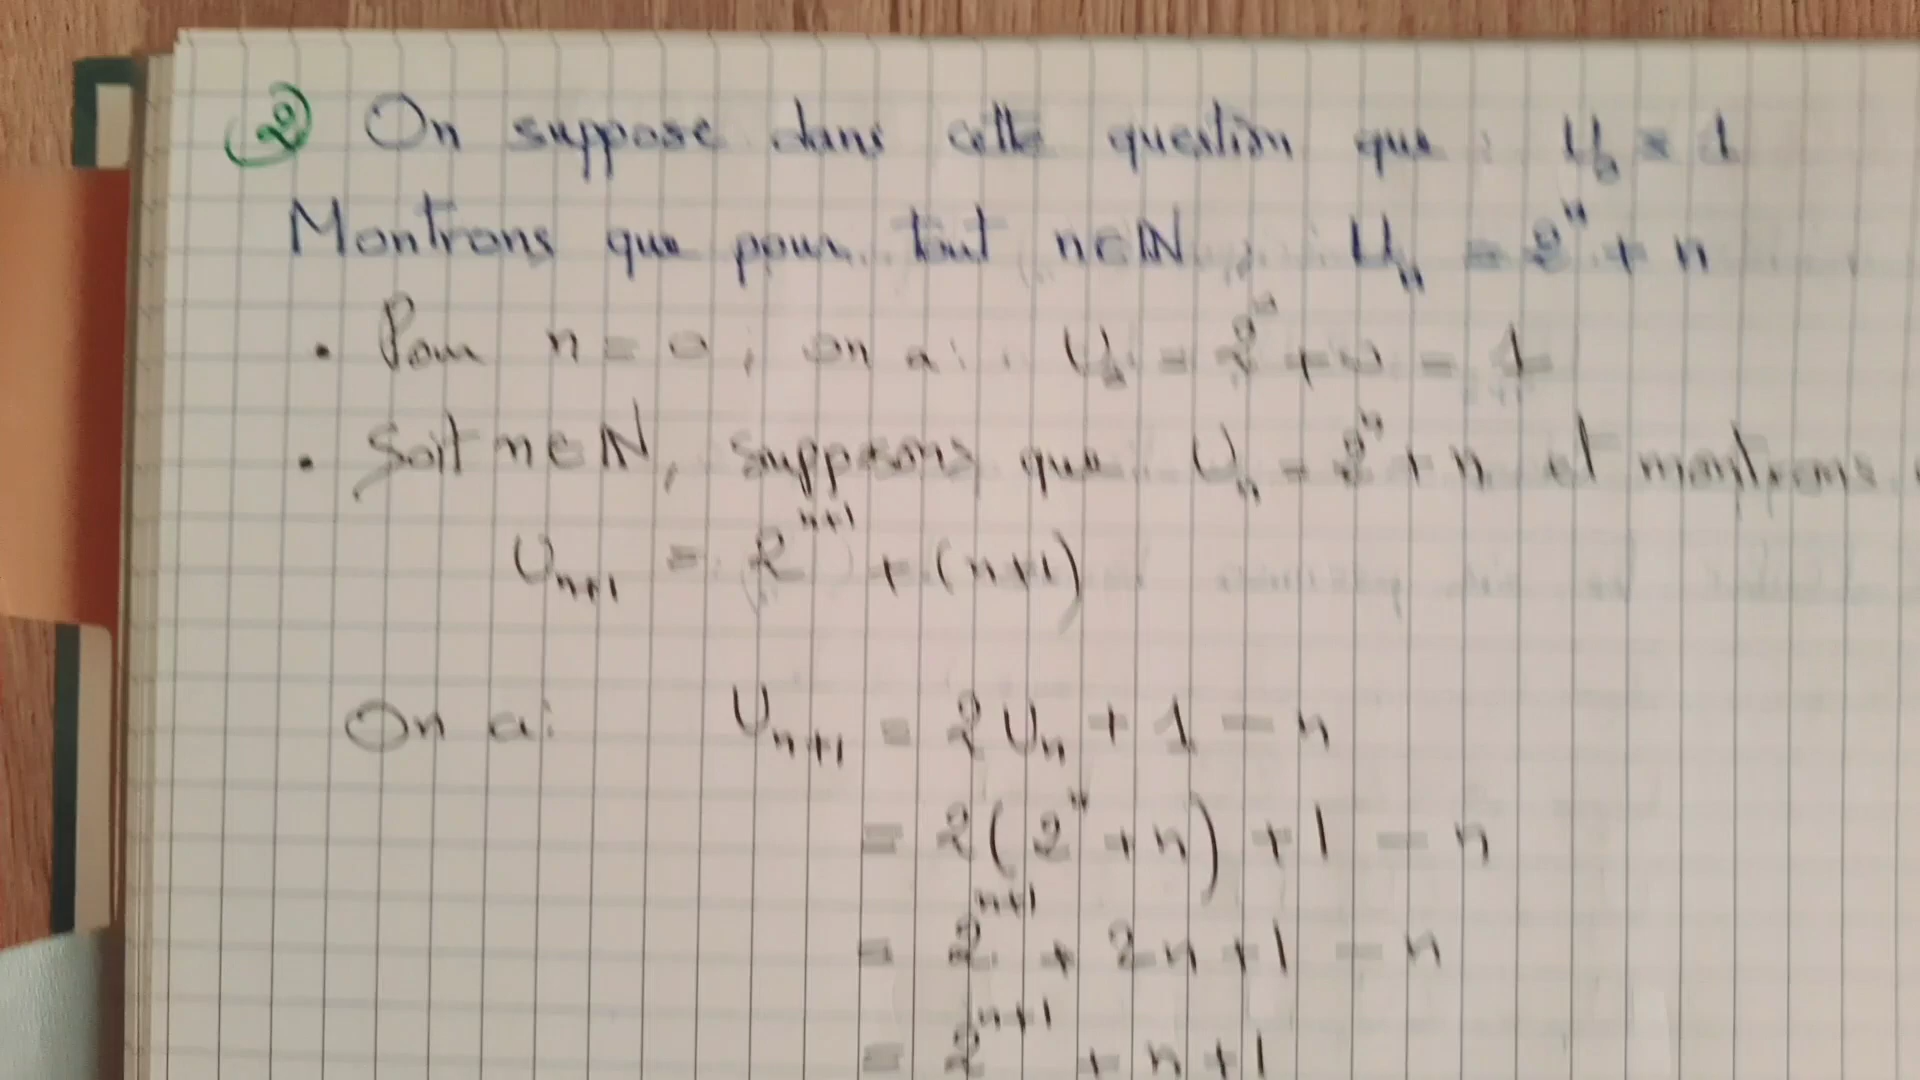 ② On suppose dans cette question que : U₀ = 1
Montrons que pour tout n∈ℕ, : Uₙ = 2ⁿ + n
• Pour n = 0, on a : U₀ = 2⁰ + 0 = 1
• Soit n∈ℕ, supposons que Uₙ = 2ⁿ + n et montrons
Uₙ₊₁ = 2ⁿ⁺¹ + (n+1)
On a: Uₙ₊₁ = 2Uₙ + 1 - n
= 2(2ⁿ + n) + 1 - n
= 2ⁿ⁺¹ + 2n + 1 - n
= 2ⁿ⁺¹ + n + 1